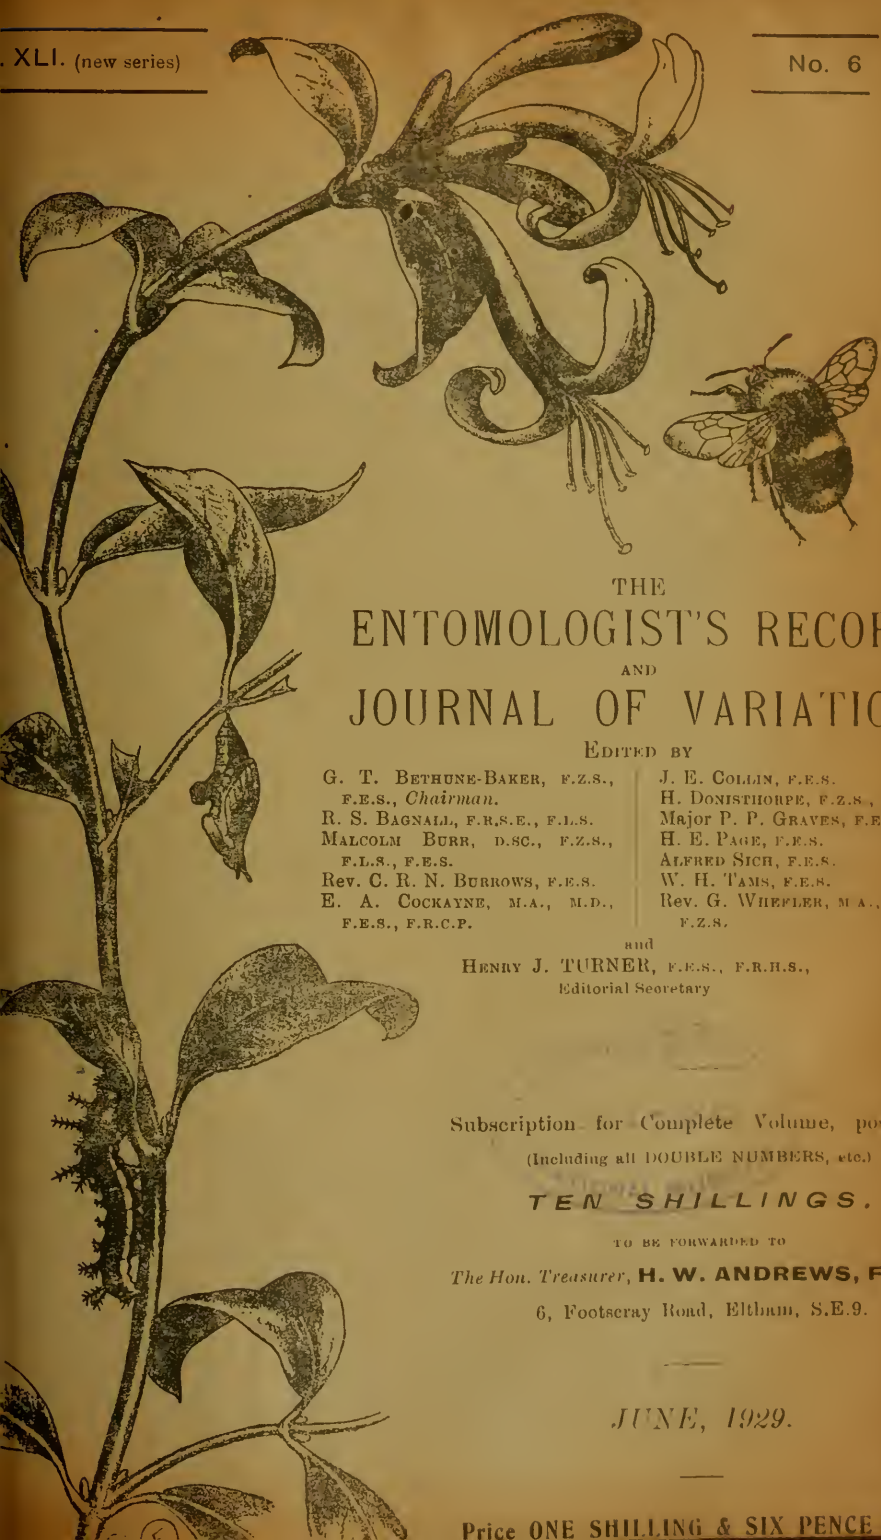 . XLI. (new series)
No. 6
THE
ENTOMOLOGIST'S RECOR
AND
JOURNAL OF VARIATIO
EDITED BY
G. T. BETHUNE-BAKER, F.Z.S.,
F.E.S., Chairman.
R. S. BAGNALL, F.R.S.E., F.L.S.
MALCOLM BURR, D.SC., F.Z.S.,
F.L.S., F.E.S.
Rev. C. R. N. BURROWS, F.E.S.
E. A. COCKAYNE, M.A., M.D.,
F.E.S., F.R.C.P.
J. E. COLLIN, F.E.S.
H. DONISTHORPE, F.Z.S.,
Major P. P. GRAVES, F.E
H. E. PAGE, F.E.S.
ALFRED SICH, F.E.S.
W. H. TAMS, F.E.S.
Rev. G. WHEELER, M A.,
F.Z.S.
and
HENRY J. TURNER, F.E.S., F.R.H.S.,
Editorial Secretary
Subscription for Complete Volume, po
(Including all DOUBLE NUMBERS, etc.)
TEN SHILLINGS.
TO BE FORWARDED TO
The Hon. Treasurer, H. W. ANDREWS, F
6, Footscray Road, Eltham, S.E.9.
JUNE, 1929.
Price ONE SHILLING & SIX PENCE